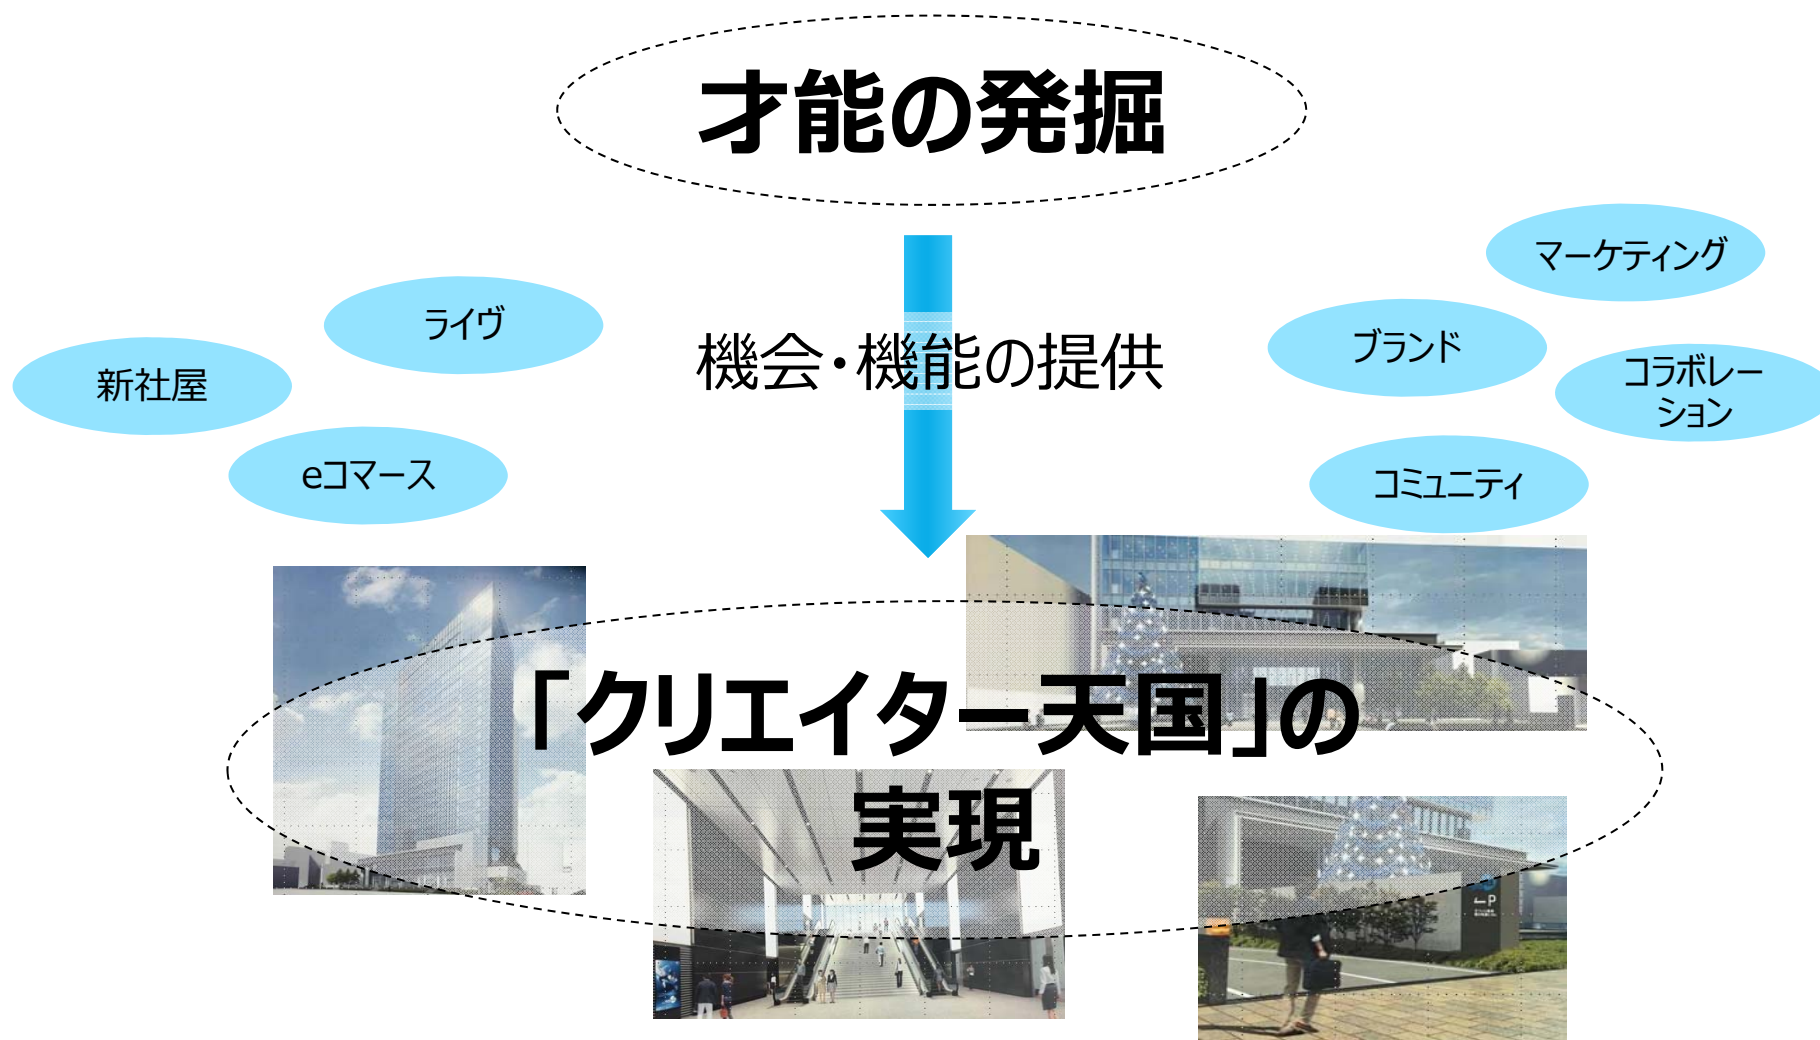 才能の発掘
マーケティング
ライヴ
ブランド
機会・機能の提供
新社屋
コラボレー
ション
eコマース
コミュニティ
「クリエイター天国」の
実現
P